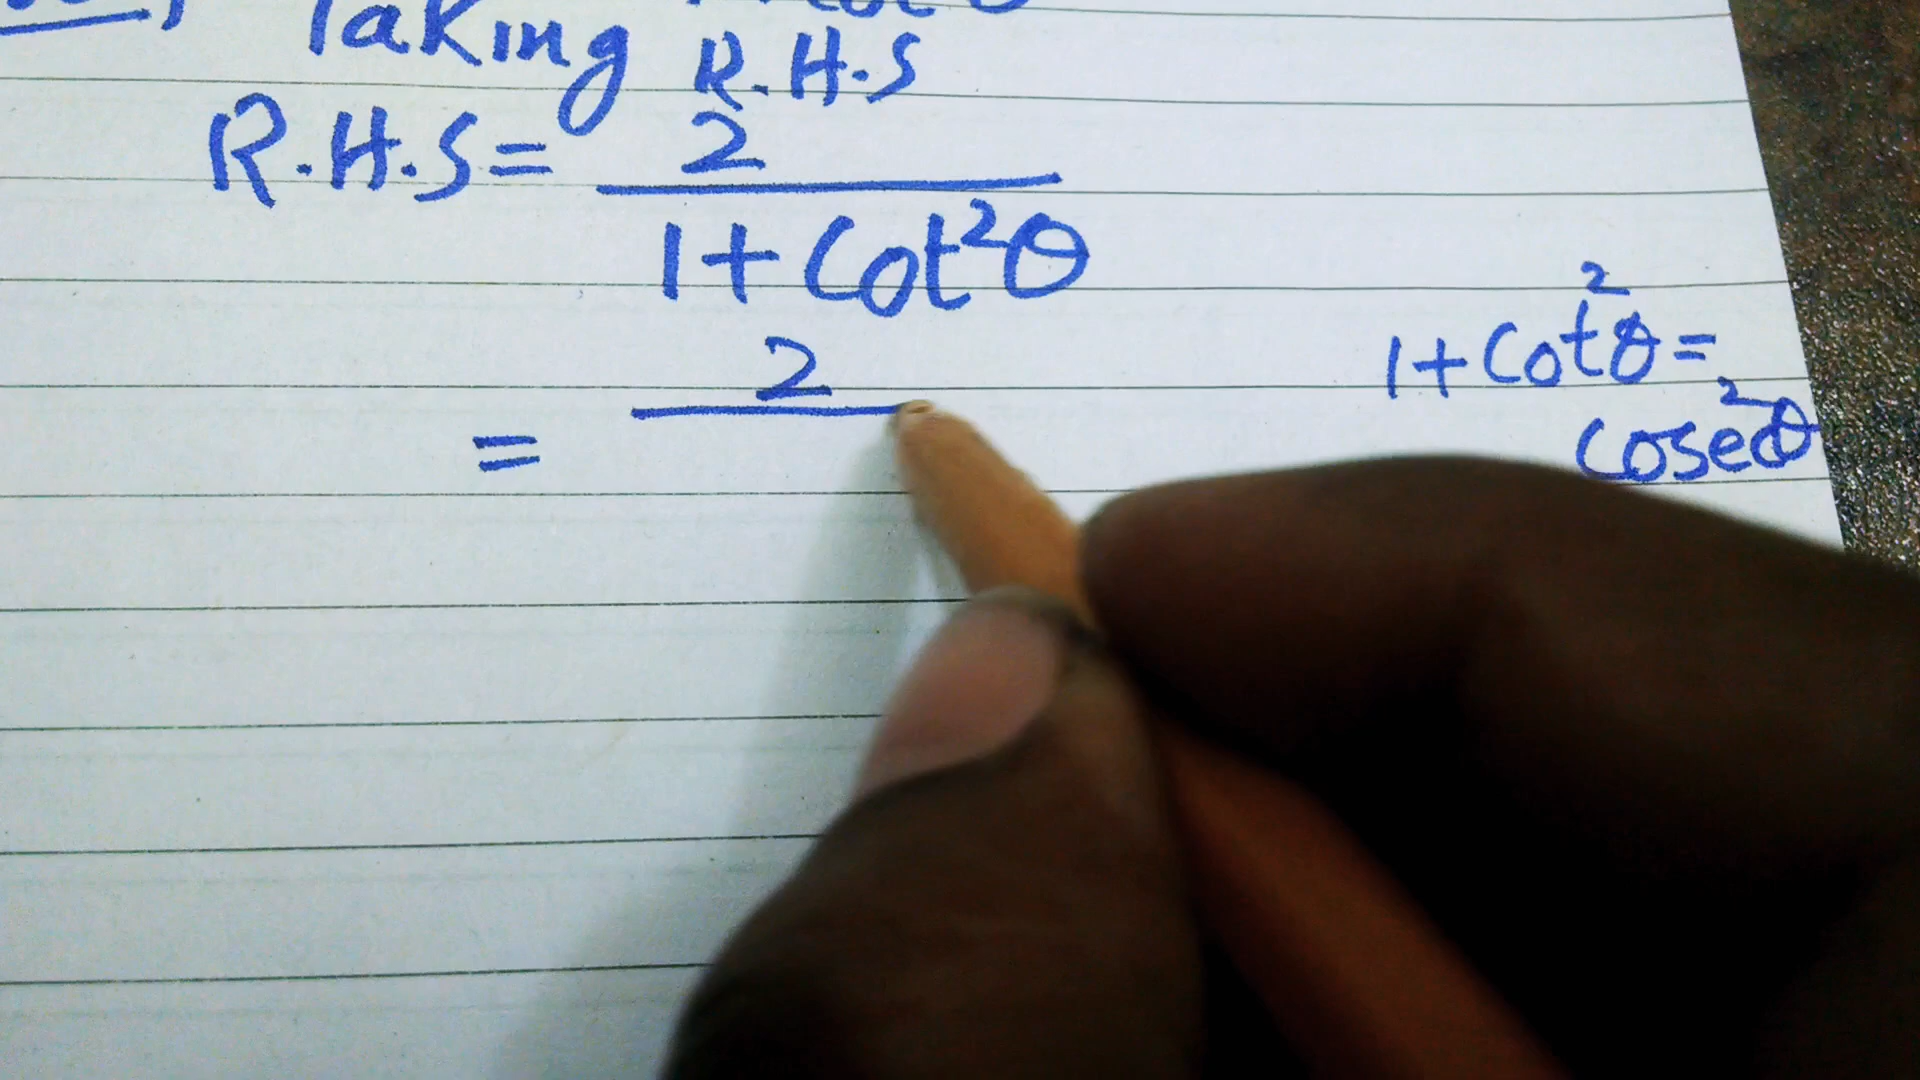 Taking R.H.S
R.H.S = 2 / 1 + Cot²θ
= 2
1 + Cot²θ =
Cosec²θ